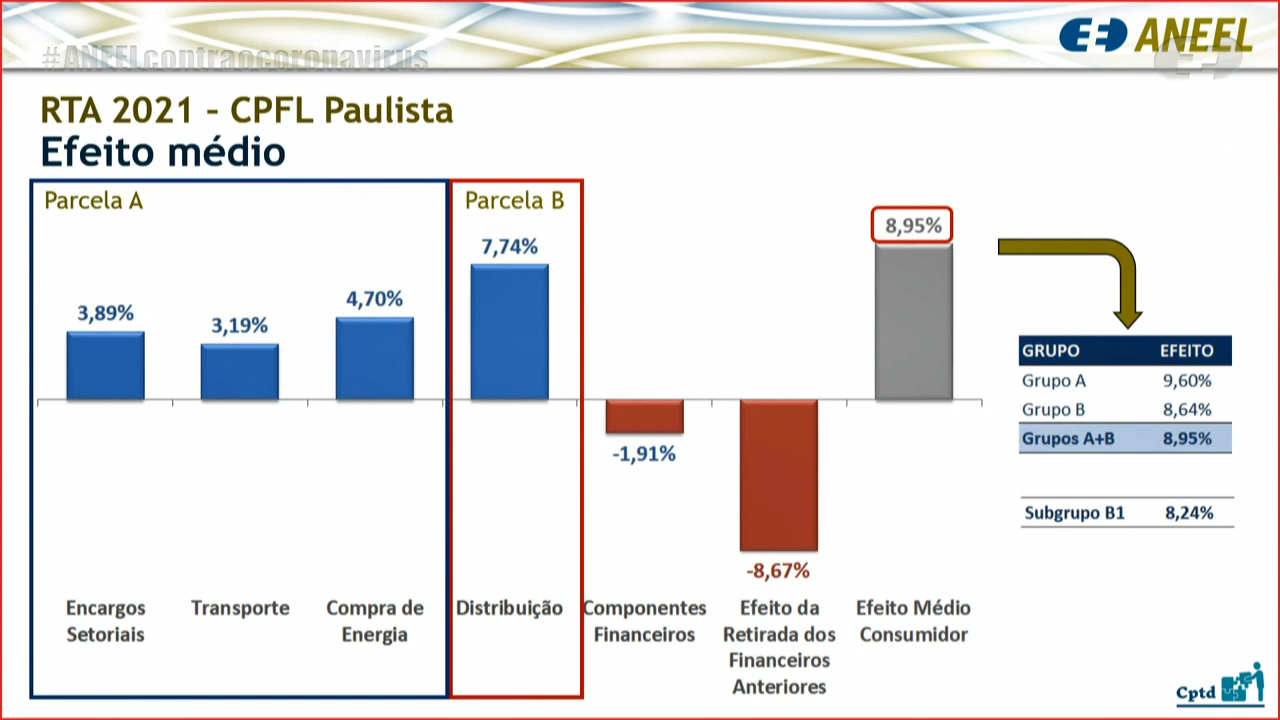 ANEEL
#ANEELcontraocoronavirus
RTA 2021 – CPFL Paulista
Efeito médio
Parcela A
Parcela B
3,89%
3,19%
4,70%
7,74%
-1,91%
-8,67%
8,95%
Encargos Setoriais
Transporte
Compra de Energia
Distribuição
Componentes Financeiros
Efeito da Retirada dos Financeiros Anteriores
Efeito Médio Consumidor
GRUPO EFEITO
Grupo A 9,60%
Grupo B 8,64%
Grupos A+B 8,95%
Subgrupo B1 8,24%
Cptd